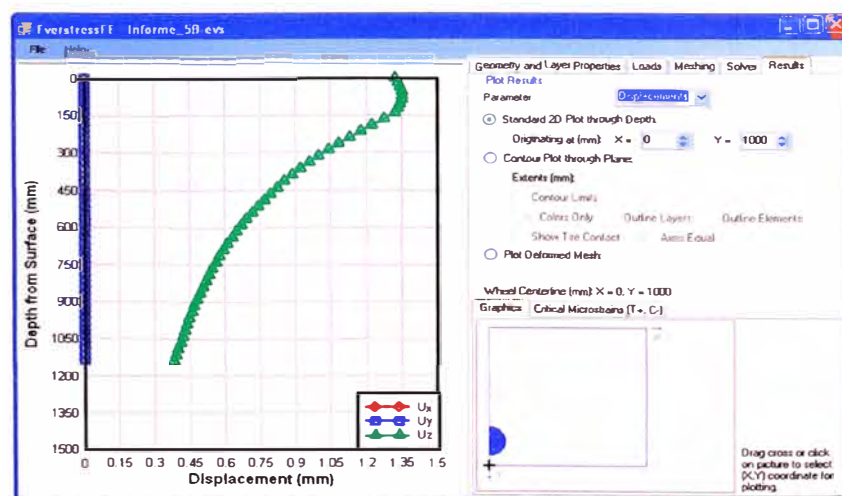 EverstressFE Informe_5B.evs
File Help
Geometry and Layer Properties Loads Meshing Solver Results
Plot Results
Parameter Displacements
Standard 2D Plot through Depth:
Originating at (mm): X = 0 Y = 1000
Contour Plot through Plane:
Extents (mm):
Contour Limits
Colors Only Outline Layers Outline Elements
Show Tire Contact Axes Equal
Plot Deformed Mesh:
Wheel Centerline (mm): X = 0, Y = 1000
Graphics Critical Microstrains (T+, C-)
Drag cross or click
on picture to select
(X,Y) coordinate for
plotting.
Depth from Surface (mm)
0
150
300
450
600
750
900
1050
1200
1350
1500
0 0.15 0.3 0.45 0.6 0.75 0.9 1.05 1.2 1.35 1.5
Displacement (mm)
Ux
Uy
Uz